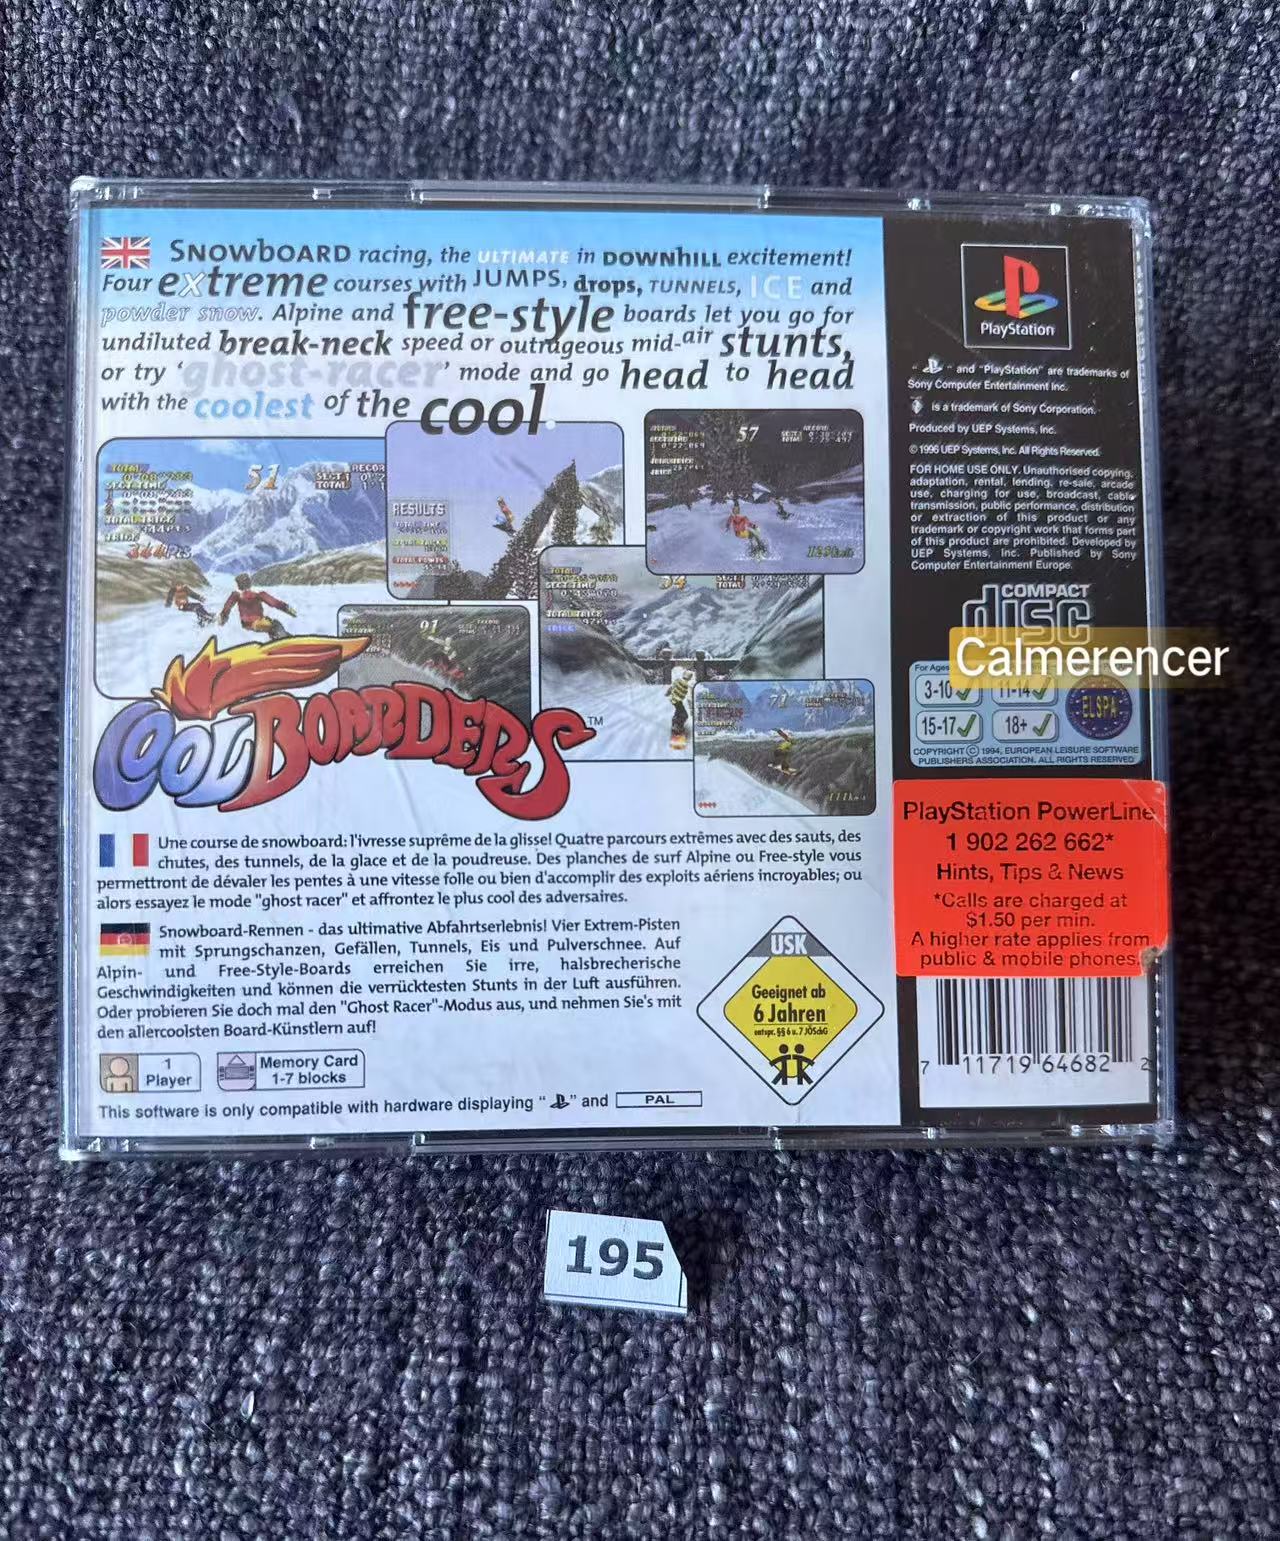 SNOWBOARD racing, the ULTIMATE in DOWNHILL excitement!
Four extreme courses with JUMPS, drops, TUNNELS, ICE and
powder snow. Alpine and free-style boards let you go for
undiluted break-neck speed or outrageous mid-air stunts,
or try 'ghost-racer' mode and go head to head
with the coolest of the cool.
51
RESULTS
57
91
71
COOL BOARDERS™
Une course de snowboard: l'ivresse suprême de la glisse! Quatre parcours extrêmes avec des sauts, des
chutes, des tunnels, de la glace et de la poudreuse. Des planches de surf Alpine ou Free-style vous
permettront de dévaler les pentes à une vitesse folle ou bien d'accomplir des exploits aériens incroyables; ou
alors essayez le mode "ghost racer" et affrontez le plus cool des adversaires.
Snowboard-Rennen - das ultimative Abfahrtserlebnis! Vier Extrem-Pisten
mit Sprungschanzen, Gefällen, Tunnels, Eis und Pulverschnee. Auf
Alpin- und Free-Style-Boards erreichen Sie irre, halsbrecherische
Geschwindigkeiten und können die verrücktesten Stunts in der Luft ausführen.
Oder probieren Sie doch mal den "Ghost Racer"-Modus aus, und nehmen Sie's mit
den allercoolsten Board-Künstlern auf!
USK
Geeignet ab
6 Jahren
entspr. §§ 6 u. 7 JÖSchG
1
Player
Memory Card
1-7 blocks
This software is only compatible with hardware displaying " " and PAL
PlayStation
" " and "PlayStation" are trademarks of
Sony Computer Entertainment Inc.
is a trademark of Sony Corporation.
Produced by UEP Systems, Inc.
© 1996 UEP Systems, Inc. All Rights Reserved.
FOR HOME USE ONLY. Unauthorised copying,
adaptation, rental, lending, re-sale, arcade
use, charging for use, broadcast, cable
transmission, public performance, distribution
or extraction of this product or any
trademark or copyright work that forms part
of this product are prohibited. Developed by
UEP Systems, Inc. Published by Sony
Computer Entertainment Europe.
COMPACT
disc
Calmerencer
For Ages
3-10
11-14
15-17
18+
ELSPA
COPYRIGHT © 1994, EUROPEAN LEISURE SOFTWARE
PUBLISHERS ASSOCIATION. ALL RIGHTS RESERVED
PlayStation PowerLine
1 902 262 662*
Hints, Tips & News
*Calls are charged at
$1.50 per min.
A higher rate applies from
public & mobile phones.
7 11719 64682 2
195